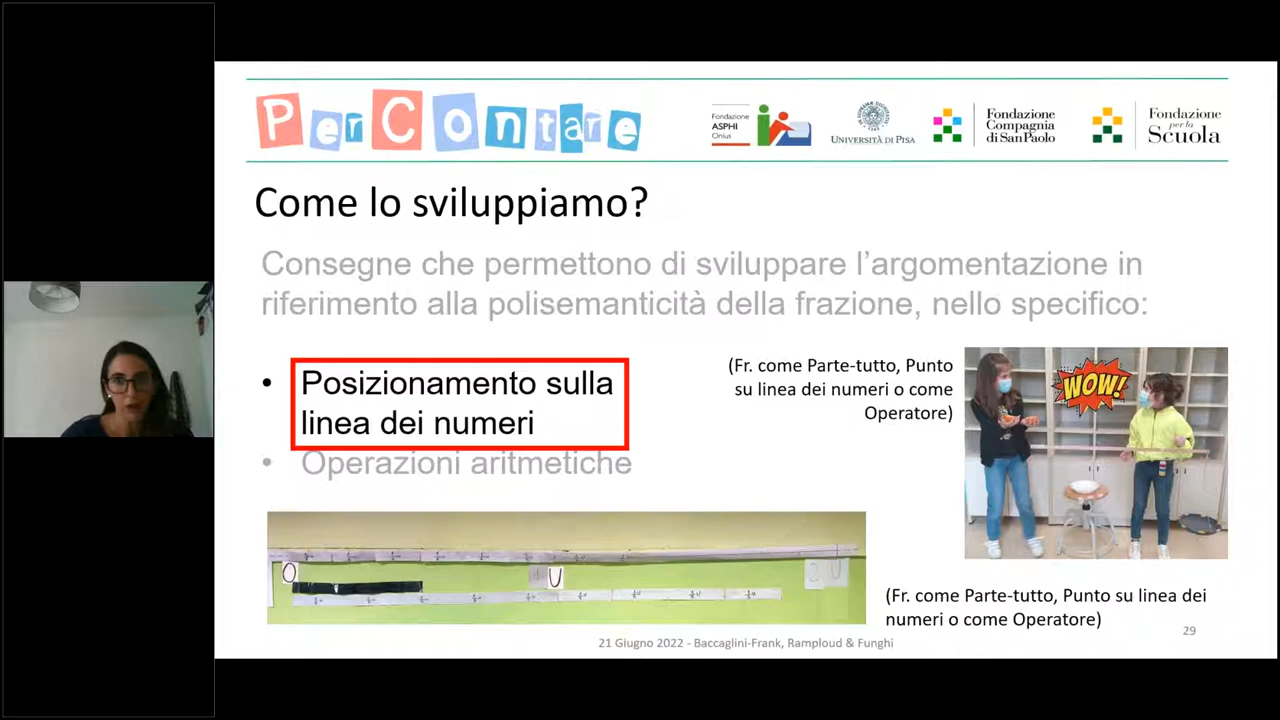 PerContare
Fondazione
ASPHI
Onlus
UNIVERSITÀ DI PISA
Fondazione
Compagnia
di San Paolo
Fondazione
per la
Scuola
Come lo sviluppiamo?
Consegne che permettono di sviluppare l’argomentazione in
riferimento alla polisemanticità della frazione, nello specifico:
• Posizionamento sulla
linea dei numeri
• Operazioni aritmetiche
(Fr. come Parte-tutto, Punto
su linea dei numeri o come
Operatore)
WOW!
0
U
2U
(Fr. come Parte-tutto, Punto su linea dei
numeri o come Operatore)
21 Giugno 2022 - Baccaglini-Frank, Ramploud & Funghi
29